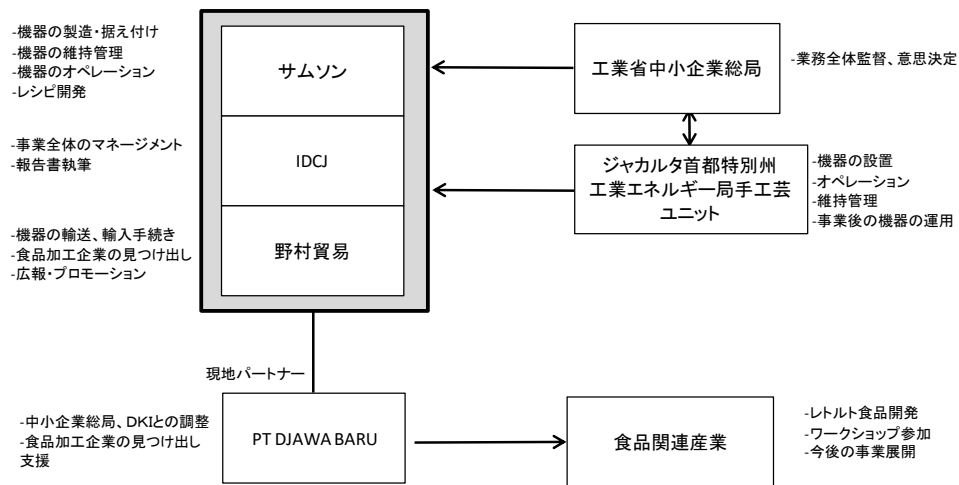 -機器の製造・据え付け
-機器の維持管理
-機器のオペレーション
-レシピ開発
サムソン
工業省中小企業総局
-業務全体監督、意思決定
-事業全体のマネージメント
-報告書執筆
IDCJ
ジャカルタ首都特別州
工業エネルギー局手工芸
ユニット
-機器の設置
-オペレーション
-維持管理
-事業後の機器の運用
-機器の輸送、輸入手続き
-食品加工企業の見つけ出し
-広報・プロモーション
野村貿易
現地パートナー
-中小企業総局、DKIとの調整
-食品加工企業の見つけ出し
支援
PT DJAWA BARU
食品関連産業
-レトルト食品開発
-ワークショップ参加
-今後の事業展開